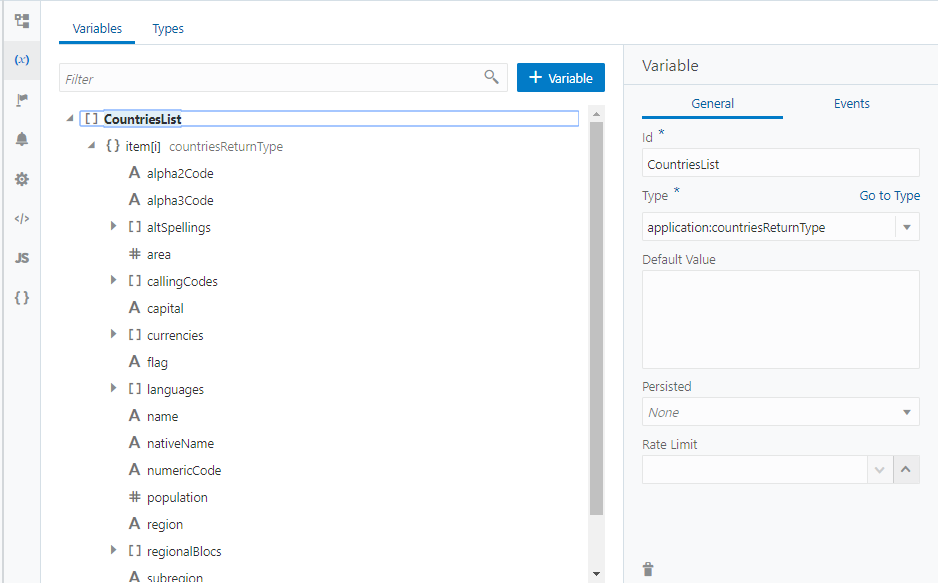 Variables Types
Filter
+ Variable
(x)
JS
</>
{ }
[ ] CountriesList
{ } item[i] countriesReturnType
A alpha2Code
A alpha3Code
[ ] altSpellings
# area
[ ] callingCodes
A capital
[ ] currencies
A flag
[ ] languages
A name
A nativeName
A numericCode
# population
A region
[ ] regionalBlocs
A subregion
Variable
General Events
Id *
CountriesList
Type * Go to Type
application:countriesReturnType
Default Value
Persisted
None
Rate Limit